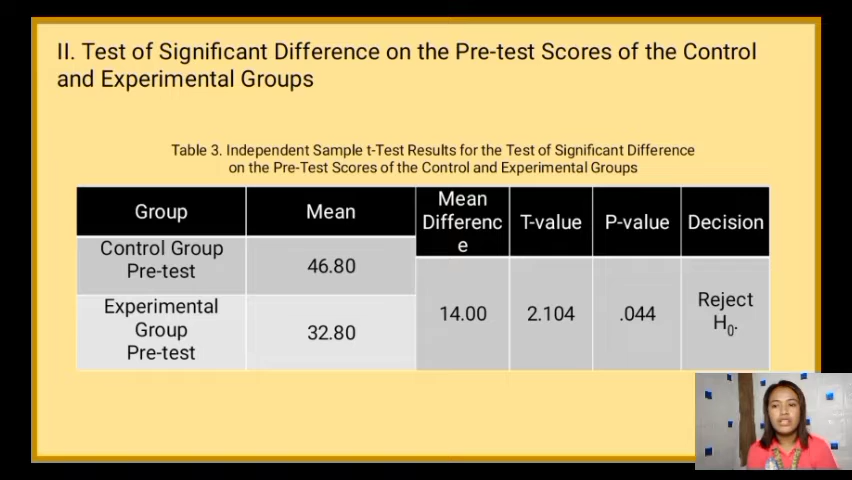 II. Test of Significant Difference on the Pre-test Scores of the Control
and Experimental Groups
Table 3. Independent Sample t-Test Results for the Test of Significant Difference
on the Pre-Test Scores of the Control and Experimental Groups
Group
Mean
Mean
Differenc
e
T-value
P-value
Decision
Control Group
Pre-test
46.80
Experimental
Group
Pre-test
32.80
14.00
2.104
.044
Reject
H₀.